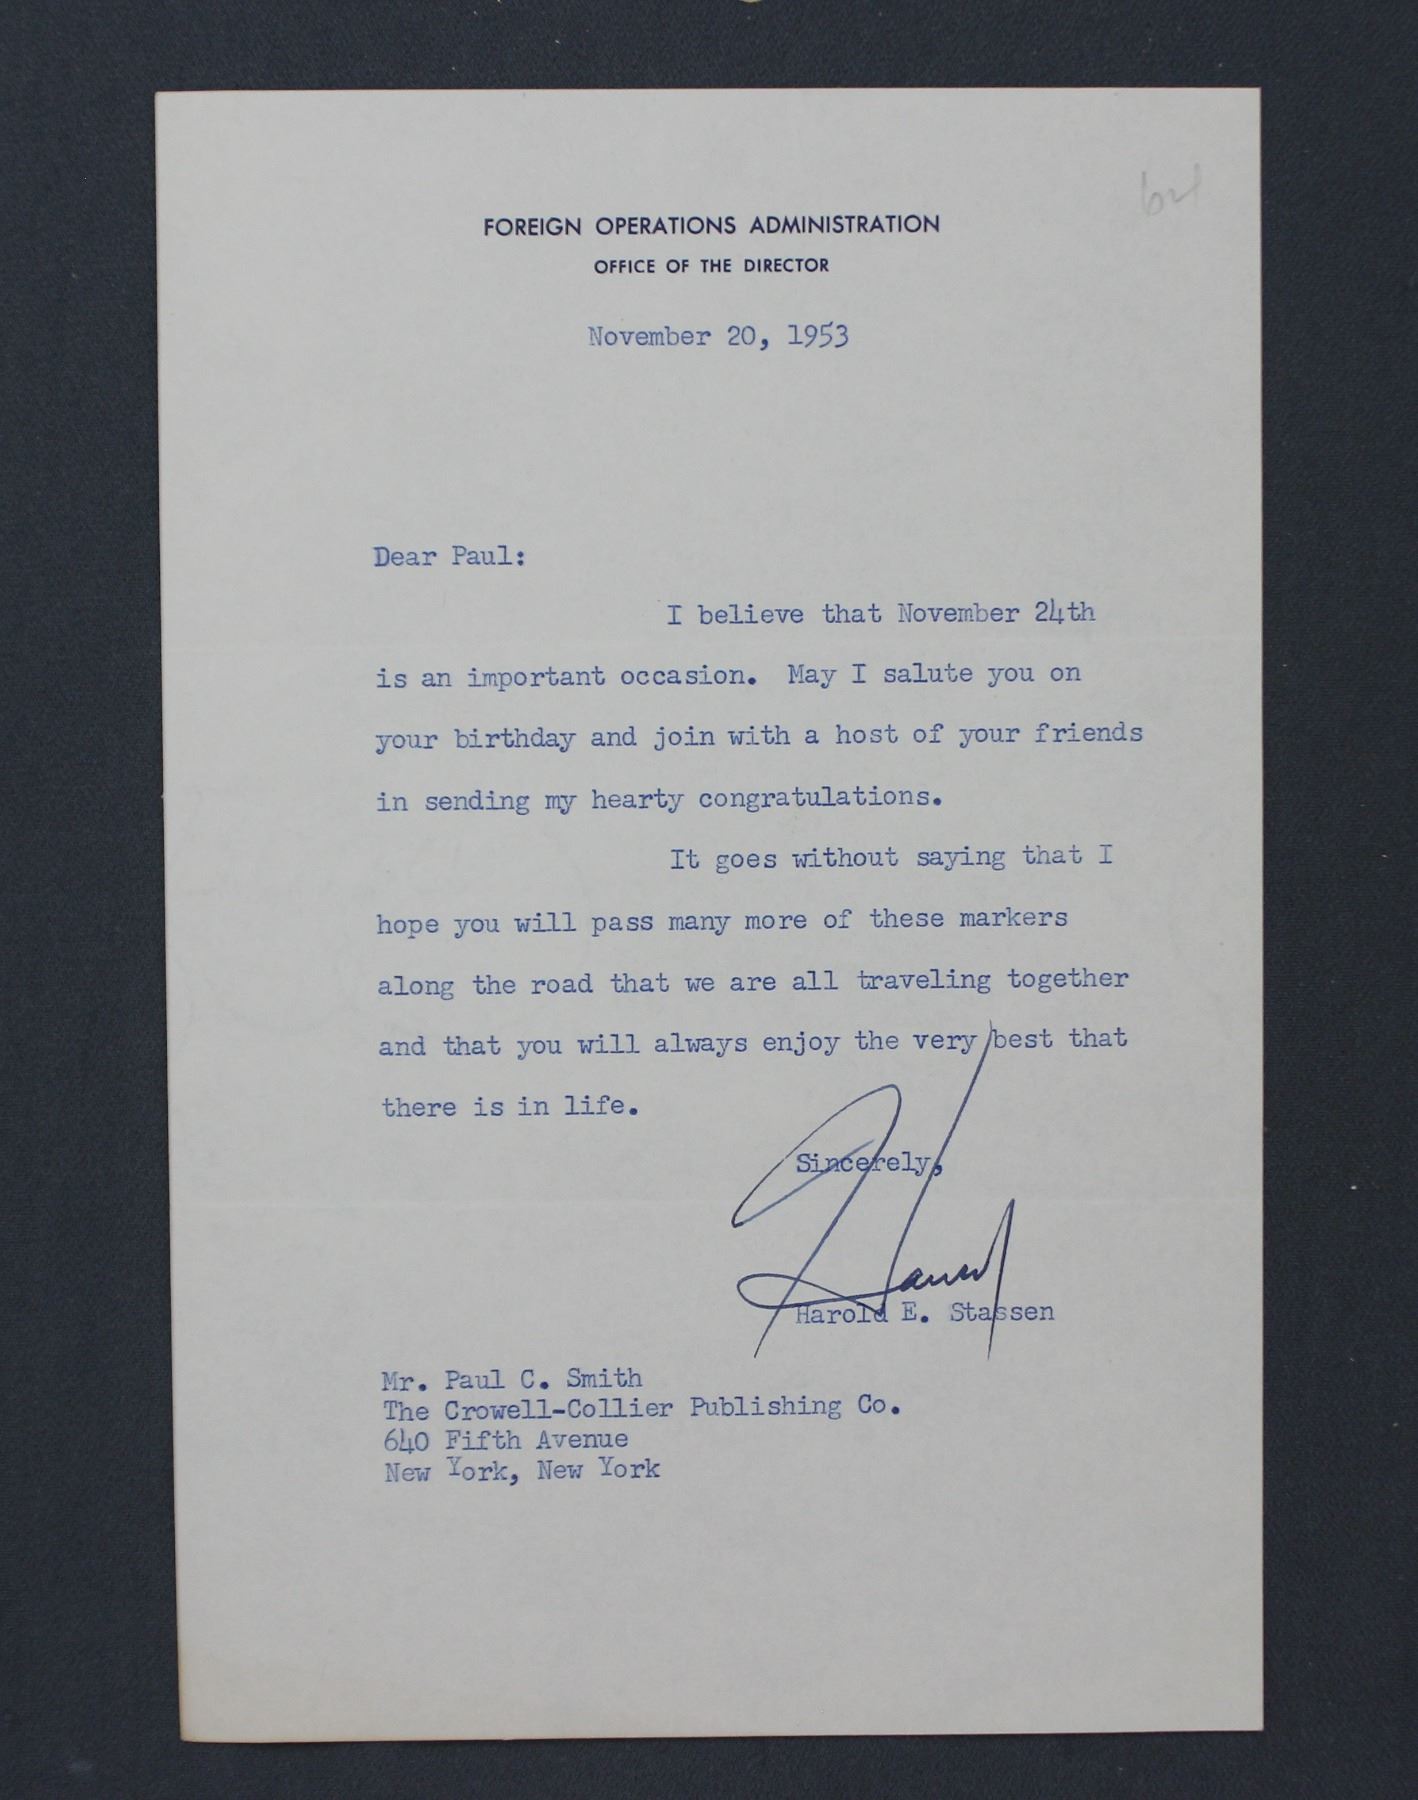 FOREIGN OPERATIONS ADMINISTRATION
OFFICE OF THE DIRECTOR
November 20, 1953
Dear Paul:
I believe that November 24th
is an important occasion. May I salute you on
your birthday and join with a host of your friends
in sending my hearty congratulations.
It goes without saying that I
hope you will pass many more of these markers
along the road that we are all traveling together
and that you will always enjoy the very best that
there is in life.
Sincerely,
Harold
Harold E. Stassen
Mr. Paul C. Smith
The Crowell-Collier Publishing Co.
640 Fifth Avenue
New York, New York